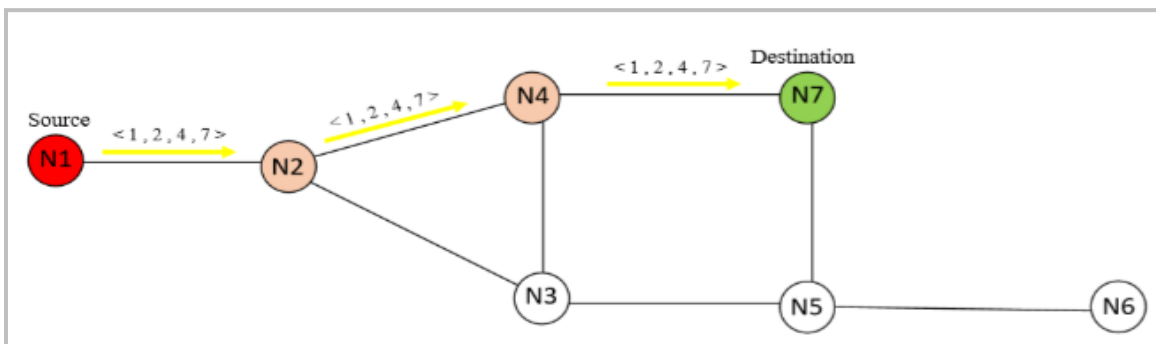 Destination
<1,2,4,7>
<1,2,4,7>
N4
N7
Source
<1,2,4,7>
N1
N2
N3
N5
N6